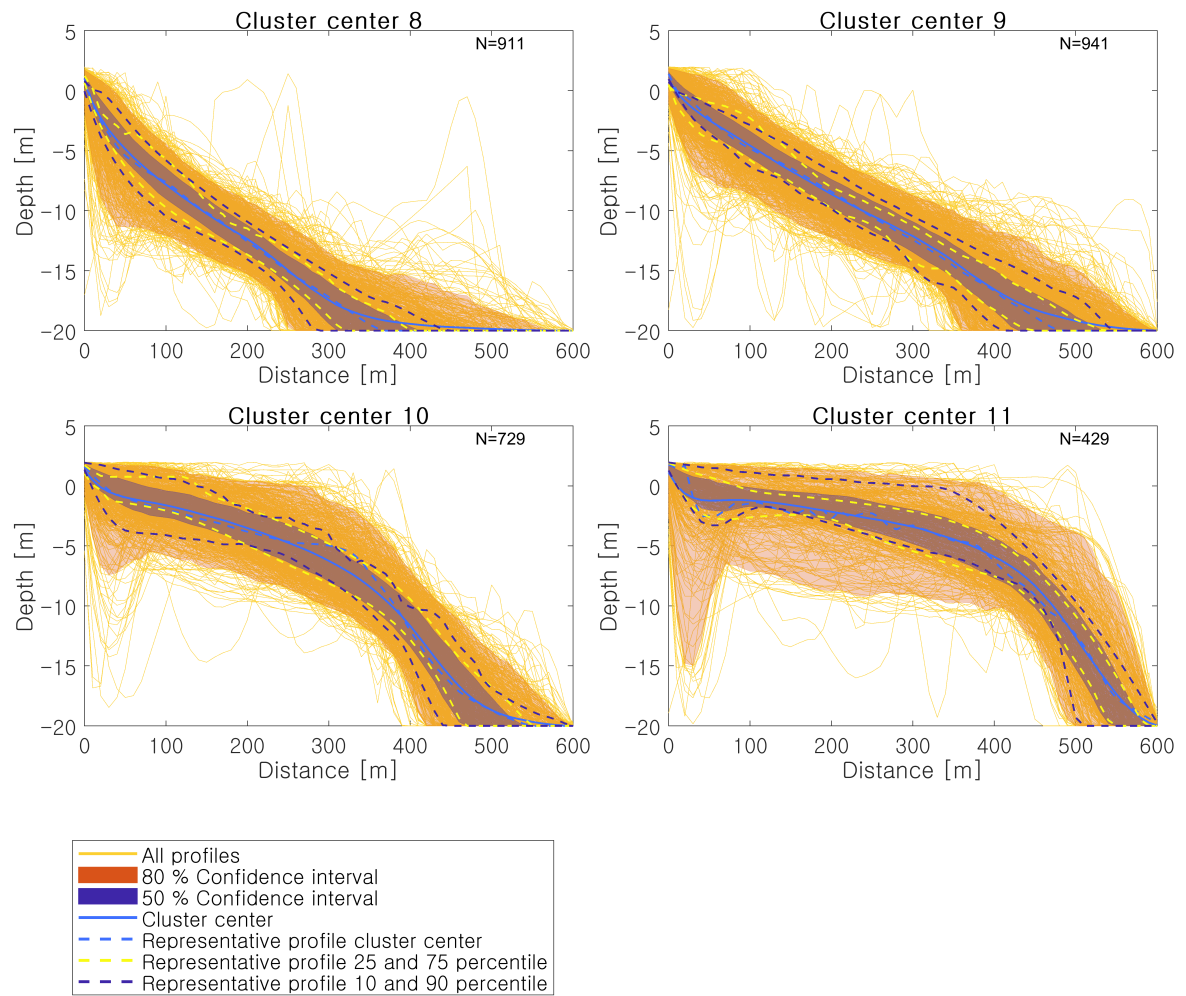 Cluster center 8
N=911
5
0
−5
−10
−15
−20
Depth [m]
0 100 200 300 400 500 600
Distance [m]
Cluster center 9
N=941
5
0
−5
−10
−15
−20
Depth [m]
0 100 200 300 400 500 600
Distance [m]
Cluster center 10
N=729
5
0
−5
−10
−15
−20
Depth [m]
0 100 200 300 400 500 600
Distance [m]
Cluster center 11
N=429
5
0
−5
−10
−15
−20
Depth [m]
0 100 200 300 400 500 600
Distance [m]
All profiles
80 % Confidence interval
50 % Confidence interval
Cluster center
Representative profile cluster center
Representative profile 25 and 75 percentile
Representative profile 10 and 90 percentile